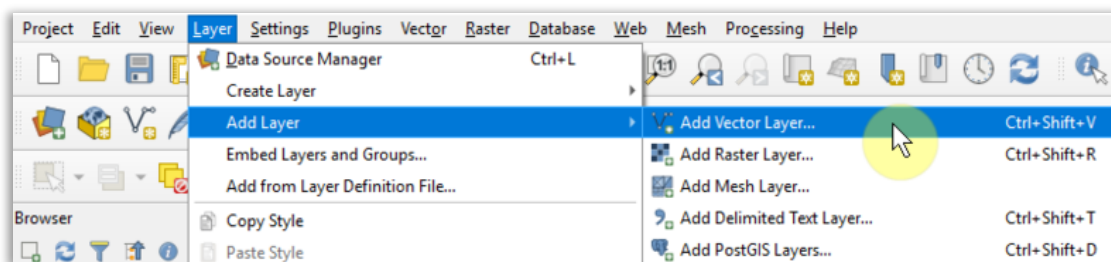 Project Edit View Layer Settings Plugins Vector Raster Database Web Mesh Processing Help
Data Source Manager Ctrl+L
1:1
Create Layer
Add Layer
Add Vector Layer... Ctrl+Shift+V
Embed Layers and Groups...
Add Raster Layer... Ctrl+Shift+R
Add from Layer Definition File...
Add Mesh Layer...
Browser
Copy Style
Add Delimited Text Layer... Ctrl+Shift+T
Paste Style
Add PostGIS Layers... Ctrl+Shift+D